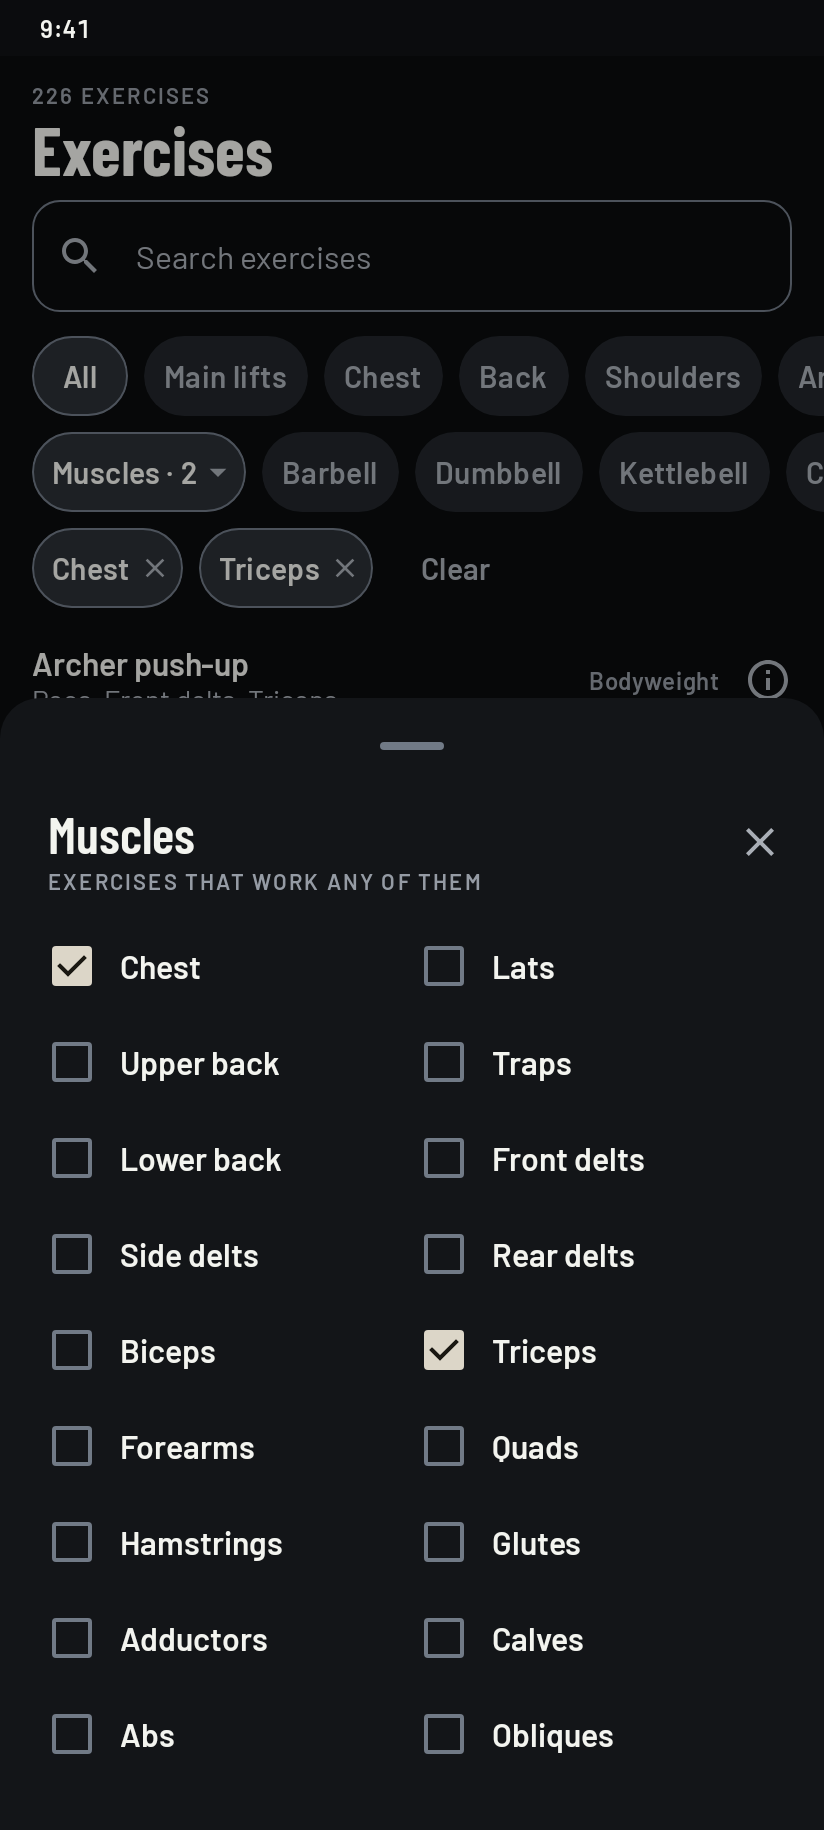 9:41
226 EXERCISES
Exercises
Search exercises
All Main lifts Chest Back Shoulders
Muscles · 2 Barbell Dumbbell Kettlebell
Chest Triceps Clear
Archer push-up
Bodyweight
Muscles
EXERCISES THAT WORK ANY OF THEM
Chest Lats
Upper back Traps
Lower back Front delts
Side delts Rear delts
Biceps Triceps
Forearms Quads
Hamstrings Glutes
Adductors Calves
Abs Obliques